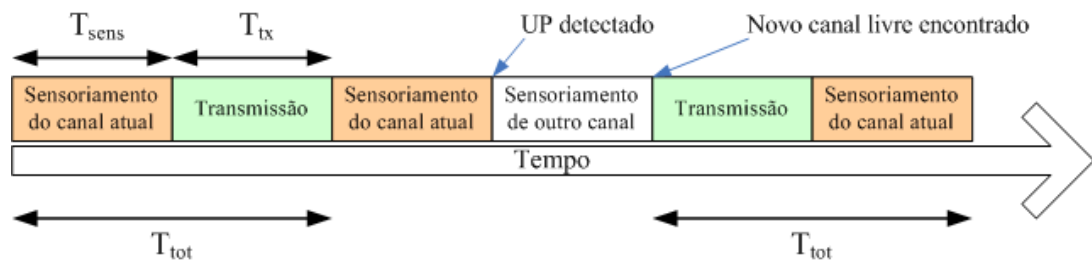 T_sens
T_tx
UP detectado
Novo canal livre encontrado
Sensoriamento
do canal atual
Transmissão
Sensoriamento
do canal atual
Sensoriamento
de outro canal
Transmissão
Sensoriamento
do canal atual
Tempo
T_tot
T_tot